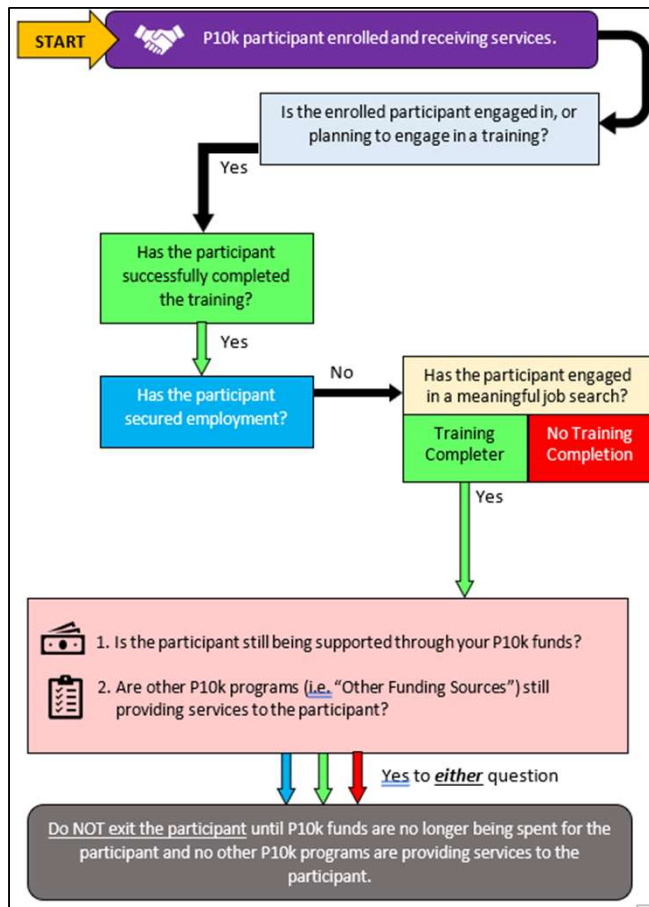 START
P10k participant enrolled and receiving services.
Is the enrolled participant engaged in, or
planning to engage in a training?
Yes
Has the participant
successfully completed
the training?
Yes
Has the participant
secured employment?
No
Has the participant engaged
in a meaningful job search?
Training
Completer
No Training
Completion
Yes
1. Is the participant still being supported through your P10k funds?
2. Are other P10k programs (i.e. “Other Funding Sources”) still
providing services to the participant?
Yes to either question
Do NOT exit the participant until P10k funds are no longer being spent for the
participant and no other P10k programs are providing services to the
participant.